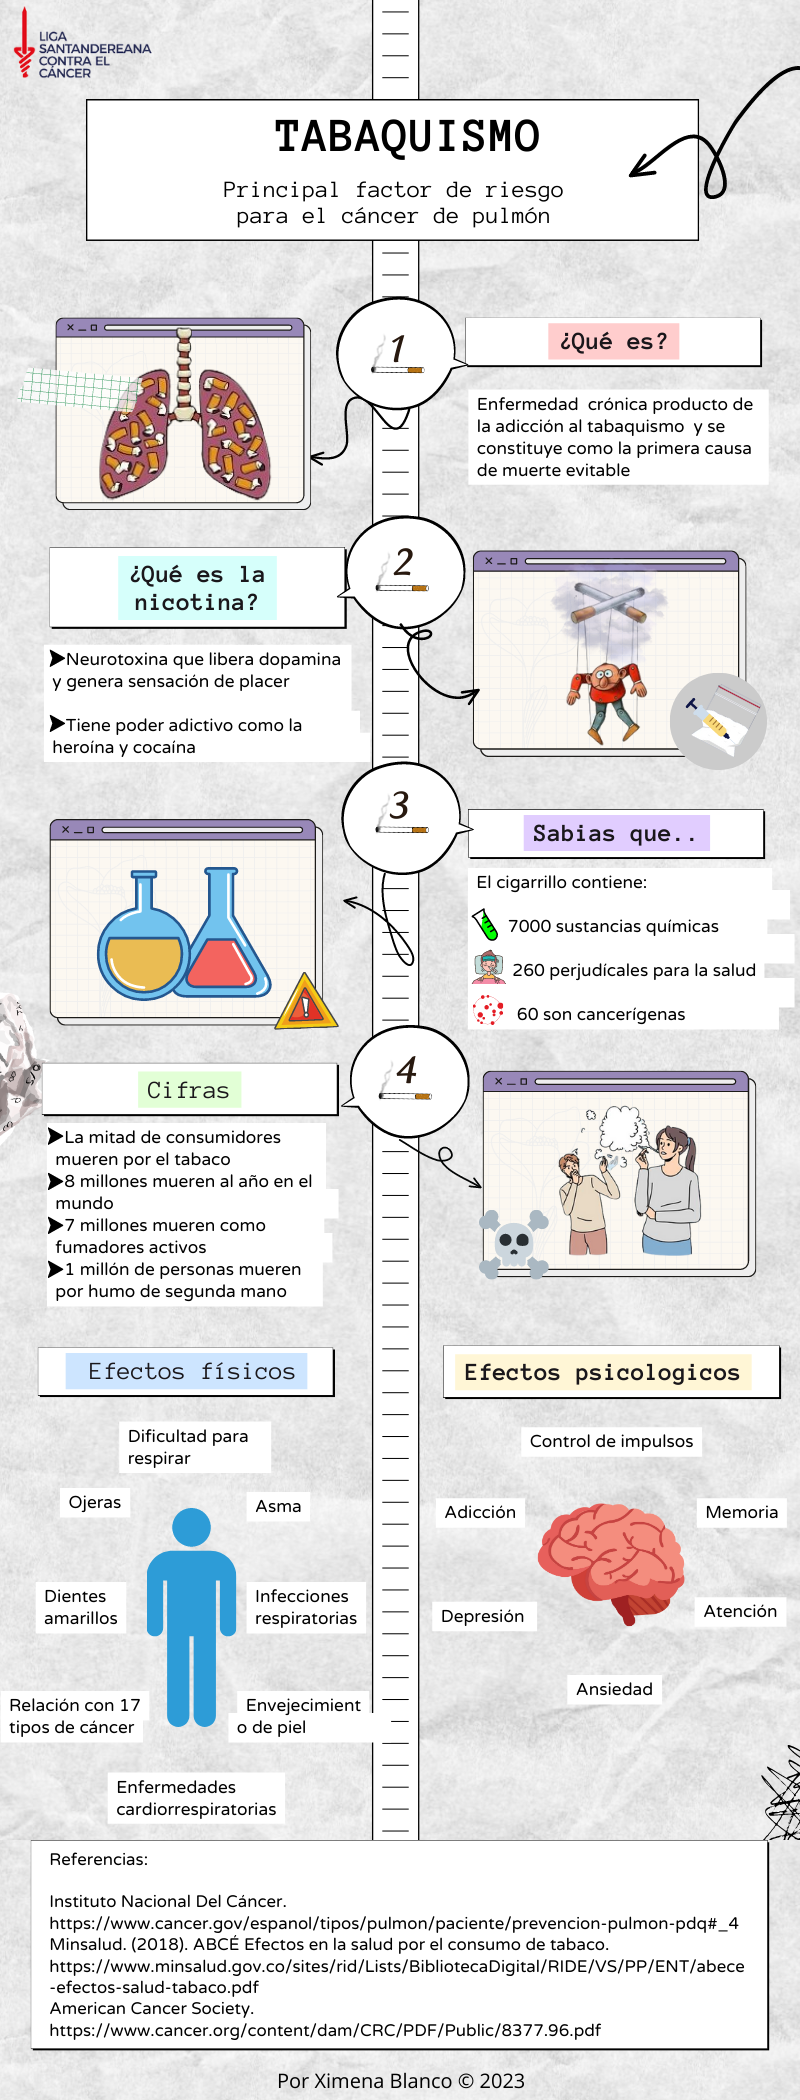 LIGA
SANTANDEREANA
CONTRA EL
CÁNCER
TABAQUISMO
Principal factor de riesgo
para el cáncer de pulmón
1
¿Qué es?
Enfermedad crónica producto de
la adicción al tabaquismo y se
constituye como la primera causa
de muerte evitable
2
¿Qué es la
nicotina?
➤Neurotoxina que libera dopamina
y genera sensación de placer
➤Tiene poder adictivo como la
heroína y cocaína
3
Sabias que..
El cigarrillo contiene:
7000 sustancias químicas
260 perjudícales para la salud
60 son cancerígenas
4
Cifras
➤La mitad de consumidores
mueren por el tabaco
➤8 millones mueren al año en el
mundo
➤7 millones mueren como
fumadores activos
➤1 millón de personas mueren
por humo de segunda mano
Efectos físicos
Dificultad para
respirar
Ojeras
Asma
Dientes
amarillos
Infecciones
respiratorias
Relación con 17
tipos de cáncer
Envejecimient
o de piel
Enfermedades
cardiorrespiratorias
Efectos psicologicos
Control de impulsos
Adicción
Memoria
Depresión
Atención
Ansiedad
Referencias:
Instituto Nacional Del Cáncer.
https://www.cancer.gov/espanol/tipos/pulmon/paciente/prevencion-pulmon-pdq#_4
Minsalud. (2018). ABCÉ Efectos en la salud por el consumo de tabaco.
https://www.minsalud.gov.co/sites/rid/Lists/BibliotecaDigital/RIDE/VS/PP/ENT/abece
-efectos-salud-tabaco.pdf
American Cancer Society.
https://www.cancer.org/content/dam/CRC/PDF/Public/8377.96.pdf
Por Ximena Blanco © 2023